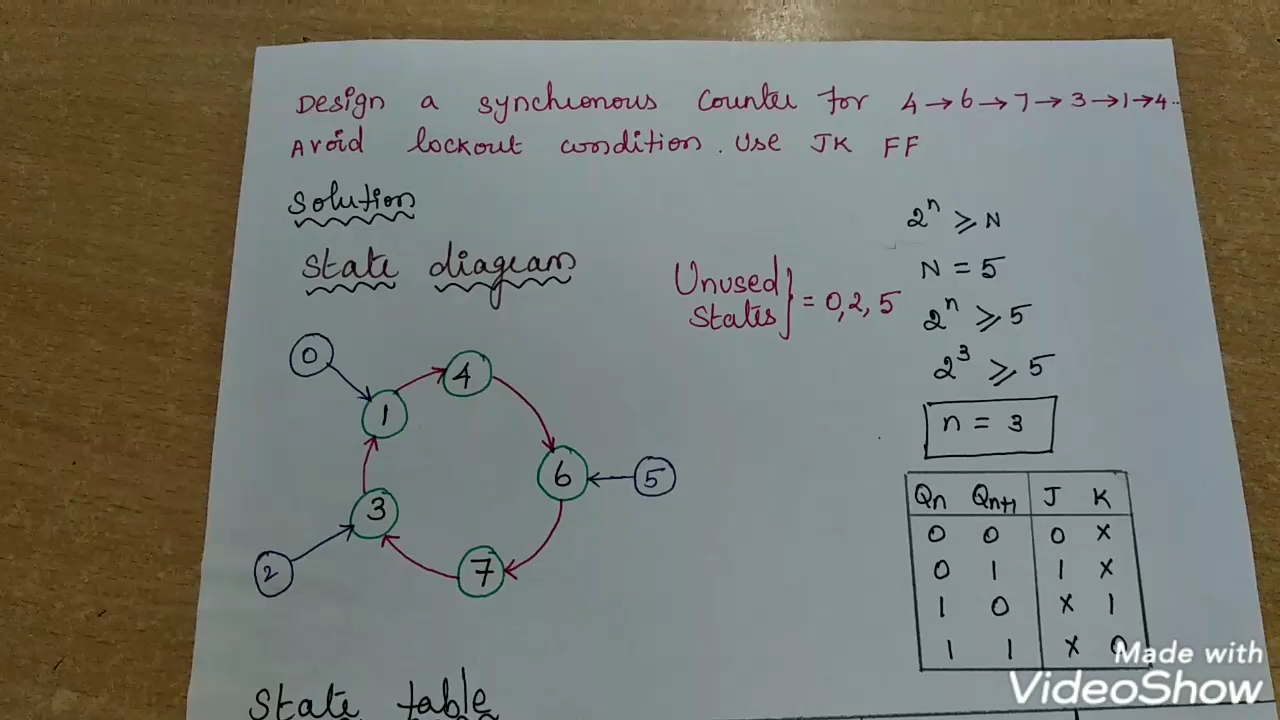 Design a synchronous counter for 4→6→7→3→1→4..
Avoid lockout condition. Use JK FF
Solution
State diagram
0
1
4
6
5
3
2
7
Unused
States } = 0,2,5
2ⁿ ≥ N
N = 5
2ⁿ ≥ 5
2³ ≥ 5
n = 3
Qn Qn+1 J K
0 0 0 x
0 1 1 x
1 0 x 1
1 1 x 0
State table
Made with
VideoShow